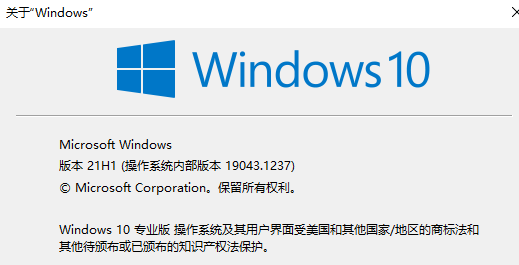 关于“Windows”
Windows 10
Microsoft Windows
版本 21H1 (操作系统内部版本 19043.1237)
© Microsoft Corporation。保留所有权利。
Windows 10 专业版 操作系统及其用户界面受美国和其他国家/地区的商标法和
其他待颁布或已颁布的知识产权法保护。